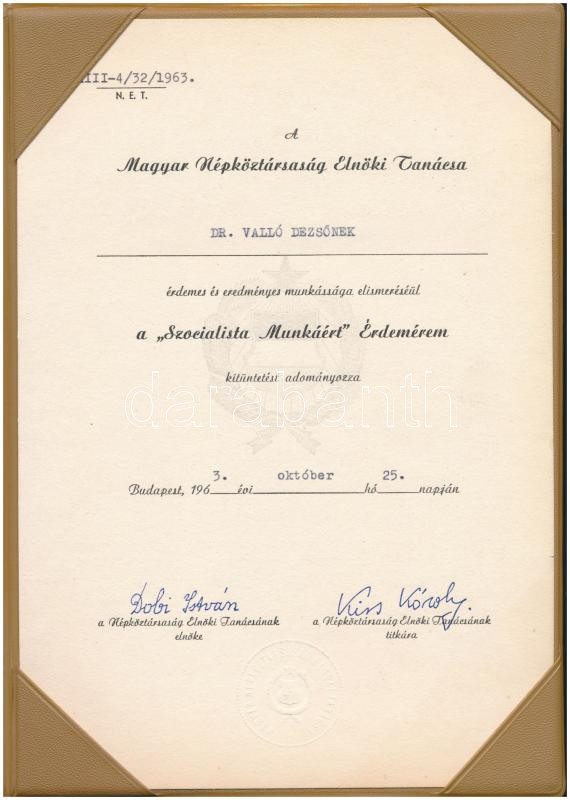 III-4/32/1963.
N. E. T.
A
Magyar Népköztársaság Elnöki Tanácsa
DR. VALLÓ DEZSŐNEK
érdemes és eredményes munkássága elismeréséül
a „Szocialista Munkáért" Érdemérem
kitüntetést adományozza
darabanth
Budapest, 1963. évi október hó 25. napján
Dobi István
Kiss Károly
a Népköztársaság Elnöki Tanácsának
elnöke
a Népköztársaság Elnöki Tanácsának
titkára